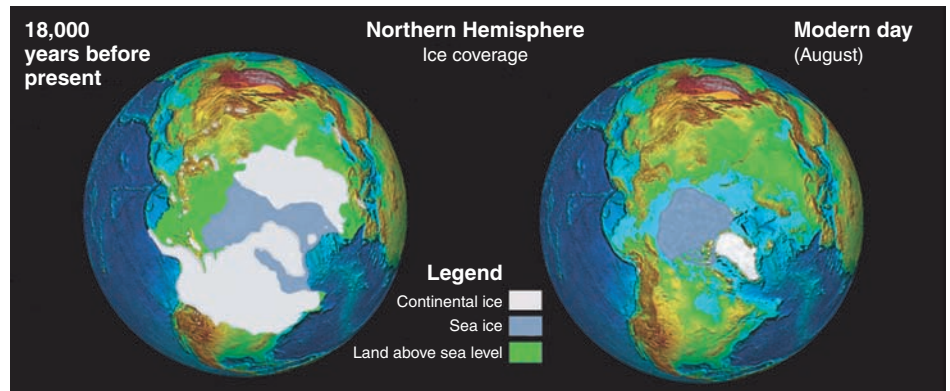 18,000
years before
present
Northern Hemisphere
Ice coverage
Modern day
(August)
Legend
Continental ice
Sea ice
Land above sea level